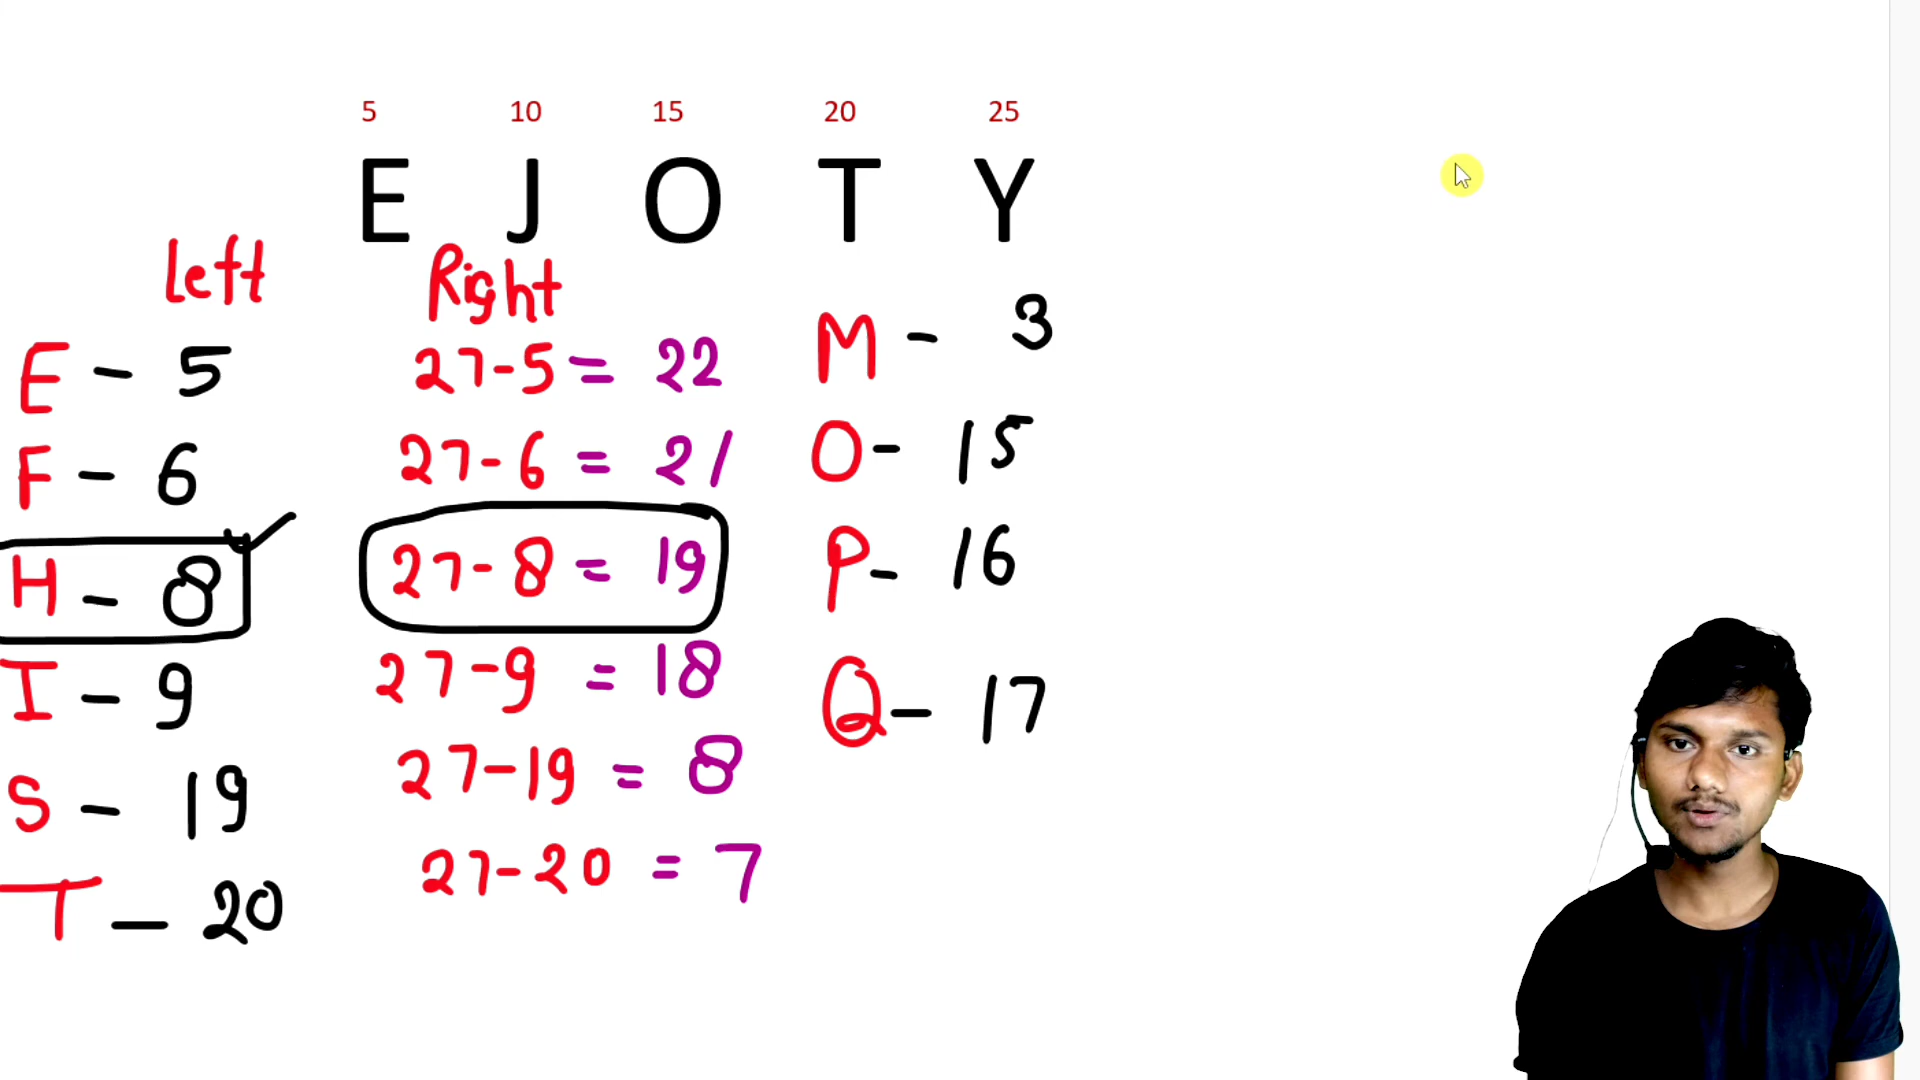 5 10 15 20 25
E J O T Y
left Right
E - 5 27-5 = 22 M - 3
F - 6 27-6 = 21 O - 15
H - 8 27-8 = 19 P - 16
I - 9 27-9 = 18 Q - 17
S - 19 27-19 = 8
T - 20 27-20 = 7